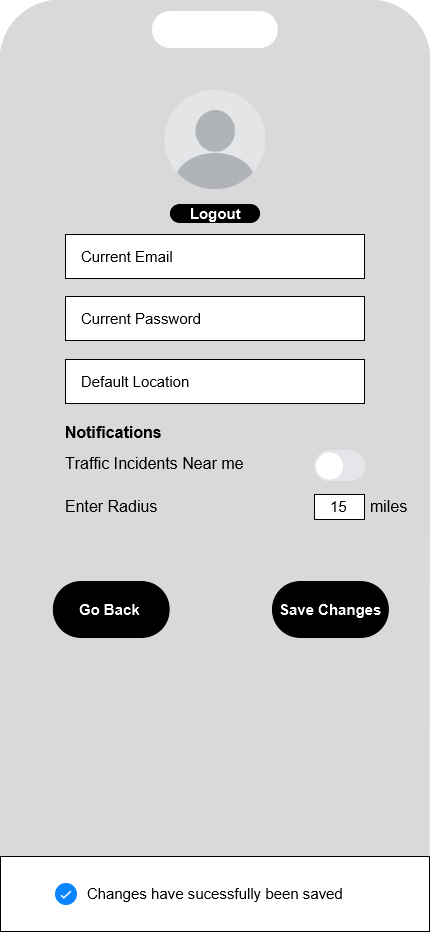 Logout
Current Email
Current Password
Default Location
Notifications
Traffic Incidents Near me
Enter Radius 15 miles
Go Back Save Changes
Changes have sucessfully been saved